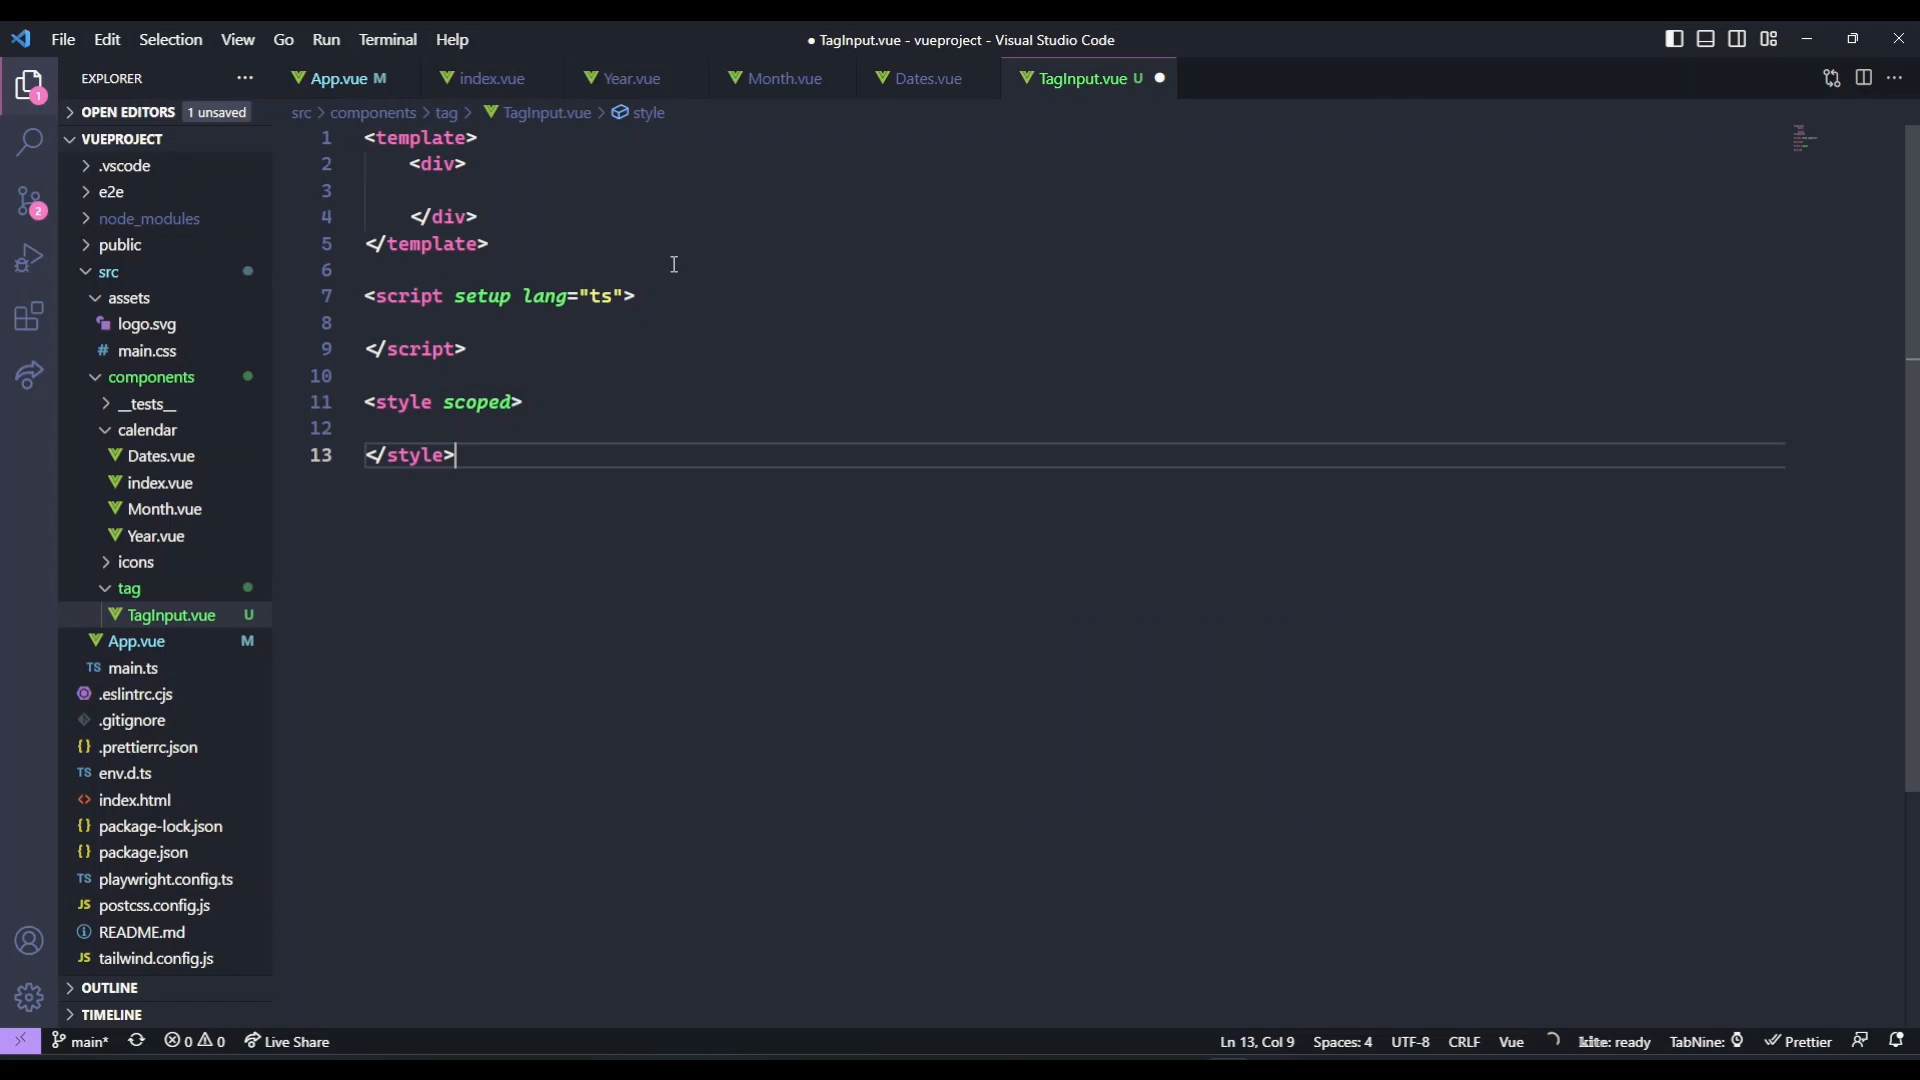 File Edit Selection View Go Run Terminal Help ● TagInput.vue - vueproject - Visual Studio Code
EXPLORER ··· App.vue M index.vue Year.vue Month.vue Dates.vue TagInput.vue U ●
> OPEN EDITORS 1 unsaved src > components > tag > TagInput.vue > style
VUEPROJECT
.vscode
e2e
node_modules
public
src
assets
logo.svg
# main.css
components
__tests__
calendar
Dates.vue
index.vue
Month.vue
Year.vue
icons
tag
TagInput.vue U
App.vue M
TS main.ts
.eslintrc.cjs
.gitignore
{} .prettierrc.json
TS env.d.ts
<> index.html
{} package-lock.json
{} package.json
TS playwright.config.ts
JS postcss.config.js
README.md
JS tailwind.config.js
OUTLINE
TIMELINE
1 <template>
2 <div>
3
4 </div>
5 </template>
6
7 <script setup lang="ts">
8
9 </script>
10
11 <style scoped>
12
13 </style>
1
2
main* 0 0 Live Share Ln 13, Col 9 Spaces: 4 UTF-8 CRLF Vue kite: ready TabNine: Prettier